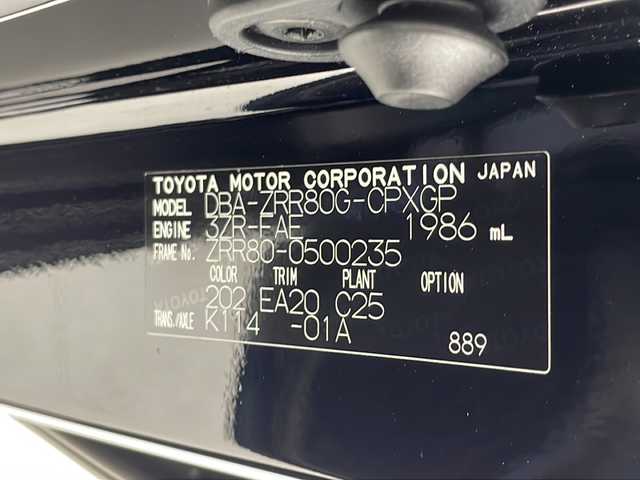 TOYOTA MOTOR CORPORATION JAPAN
MODEL DBA-ZRR80G-CPXGP
ENGINE 3ZR-FAE 1986 mL
FRAME No. ZRR80-0500235
COLOR TRIM PLANT OPTION
202 EA20 C25
TRANS./AXLE K114 -01A
889